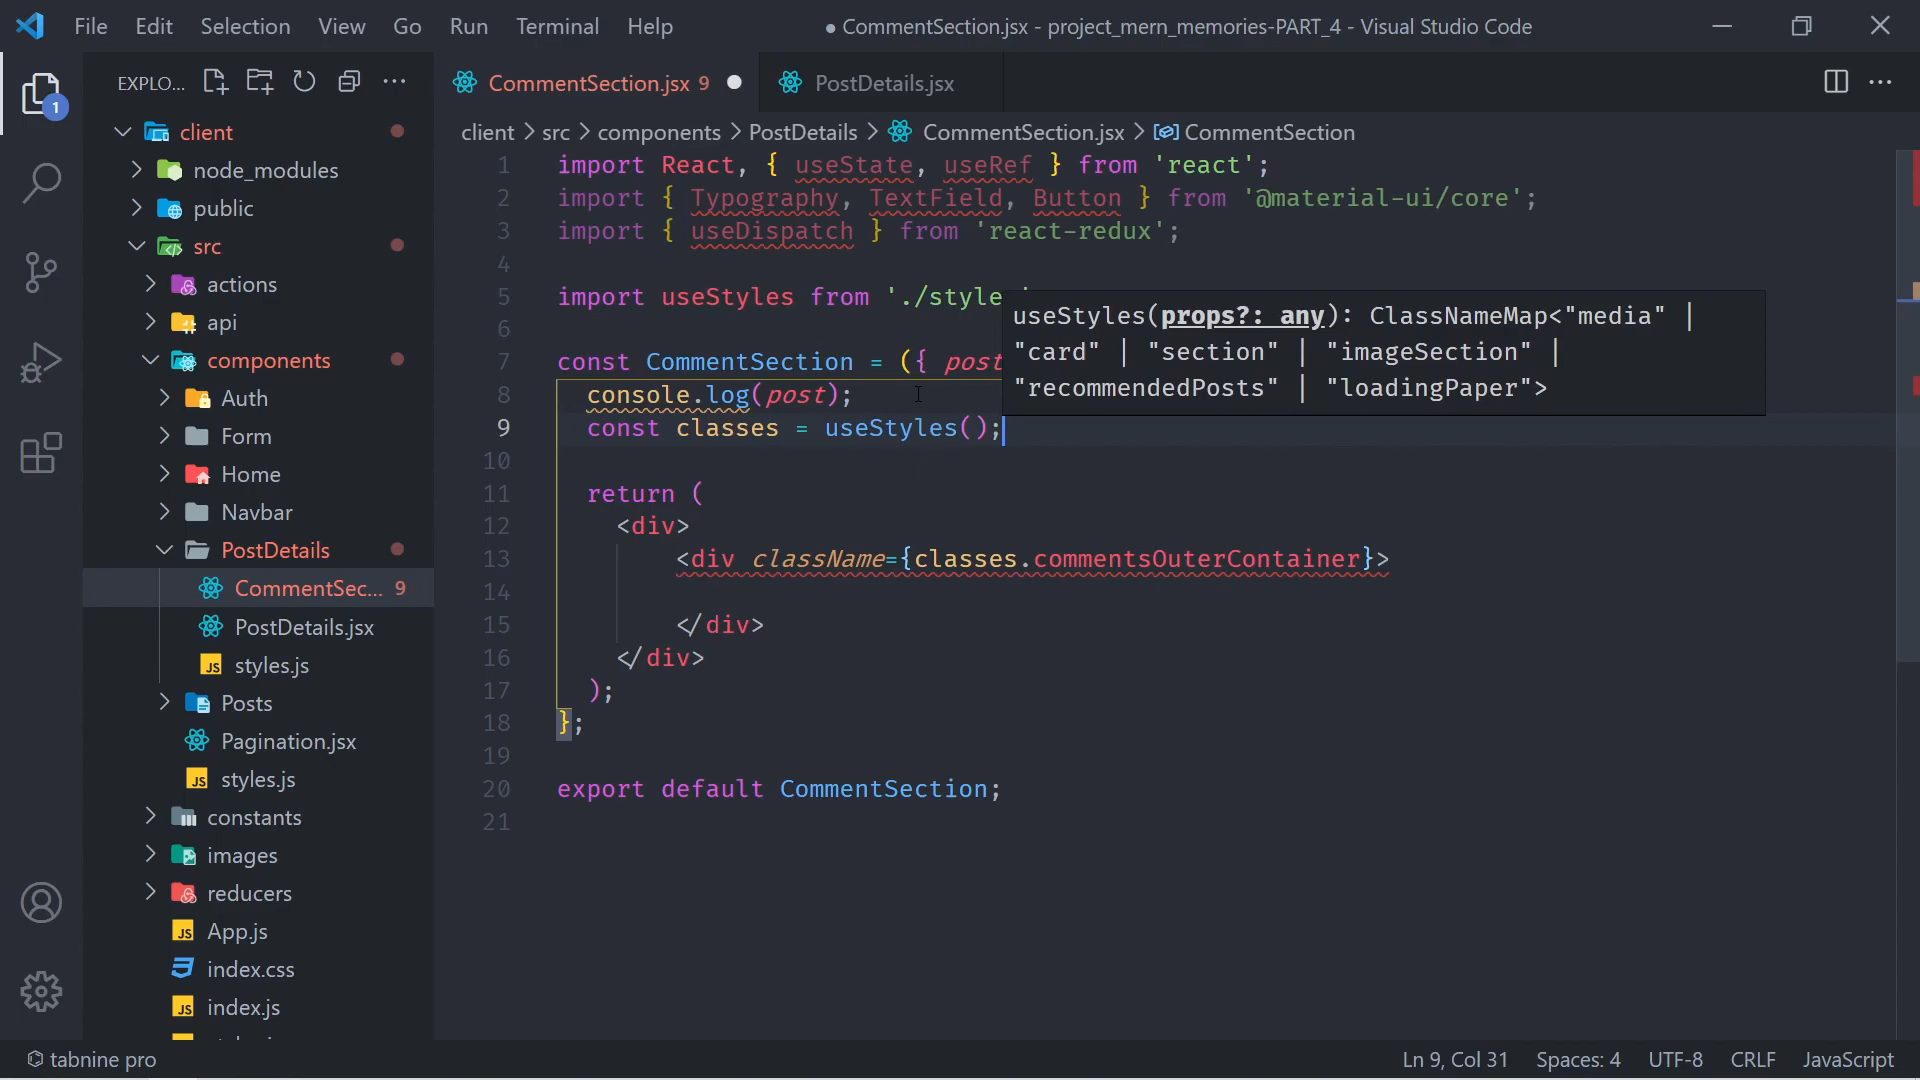 File Edit Selection View Go Run Terminal Help
● CommentSection.jsx - project_mern_memories-PART_4 - Visual Studio Code
1
EXPLO...
CommentSection.jsx 9
PostDetails.jsx
client
node_modules
public
src
actions
api
components
Auth
Form
Home
Navbar
PostDetails
CommentSec... 9
PostDetails.jsx
styles.js
Posts
Pagination.jsx
styles.js
constants
images
reducers
App.js
index.css
index.js
client > src > components > PostDetails > CommentSection.jsx > CommentSection
1 import React, { useState, useRef } from 'react';
2 import { Typography, TextField, Button } from '@material-ui/core';
3 import { useDispatch } from 'react-redux';
4
5 import useStyles from './style
6
7 const CommentSection = ({ post
8 console.log(post);
9 const classes = useStyles();
10
11 return (
12 <div>
13 <div className={classes.commentsOuterContainer}>
14
15 </div>
16 </div>
17 );
18 };
19
20 export default CommentSection;
21
useStyles(props?: any): ClassNameMap<"media" |
"card" | "section" | "imageSection" |
"recommendedPosts" | "loadingPaper">
tabnine pro
Ln 9, Col 31 Spaces: 4 UTF-8 CRLF JavaScript